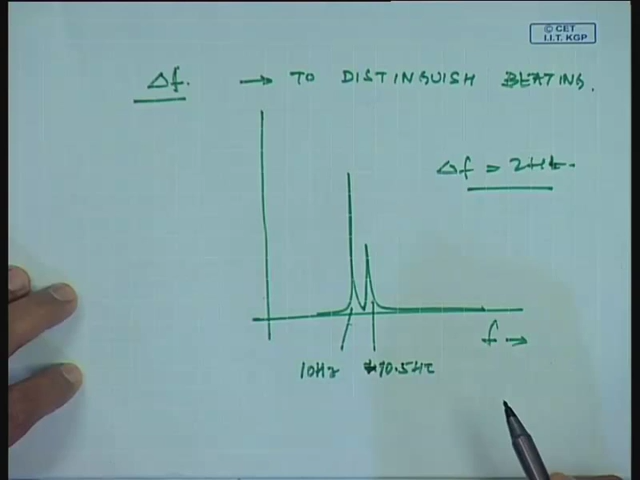 © CET
I.I.T. KGP
Δf. → TO DISTINGUISH BEATING.
Δf = 2Hz.
f →
10Hz 10.5Hz